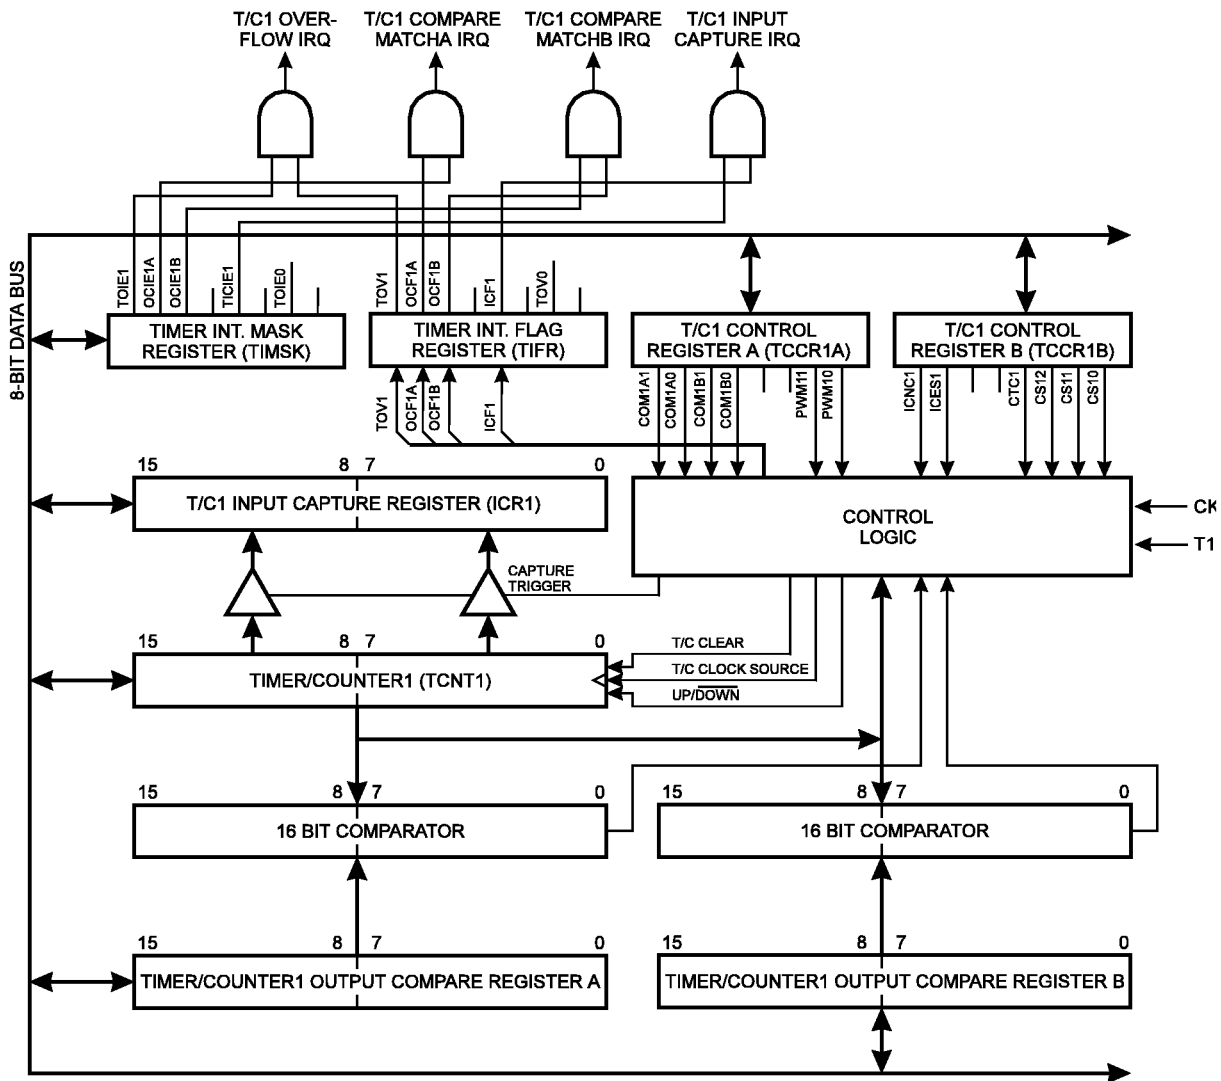 T/C1 OVER-
FLOW IRQ
T/C1 COMPARE
MATCHA IRQ
T/C1 COMPARE
MATCHB IRQ
T/C1 INPUT
CAPTURE IRQ
8-BIT DATA BUS
TOIE1
OCIE1A
OCIE1B
TICIE1
TOIE0
TOV1
OCF1A
OCF1B
ICF1
TOV0
TIMER INT. MASK
REGISTER (TIMSK)
TIMER INT. FLAG
REGISTER (TIFR)
T/C1 CONTROL
REGISTER A (TCCR1A)
T/C1 CONTROL
REGISTER B (TCCR1B)
TOV1
OCF1A
OCF1B
ICF1
COM1A1
COM1A0
COM1B1
COM1B0
PWM11
PWM10
ICNC1
ICES1
CTC1
CS12
CS11
CS10
15 8 7 0
T/C1 INPUT CAPTURE REGISTER (ICR1)
CONTROL
LOGIC
CK
T1
CAPTURE
TRIGGER
15 8 7 0
TIMER/COUNTER1 (TCNT1)
T/C CLEAR
T/C CLOCK SOURCE
UP/DOWN
15 8 7 0
16 BIT COMPARATOR
15 8 7 0
16 BIT COMPARATOR
15 8 7 0
TIMER/COUNTER1 OUTPUT COMPARE REGISTER A
15 8 7 0
TIMER/COUNTER1 OUTPUT COMPARE REGISTER B